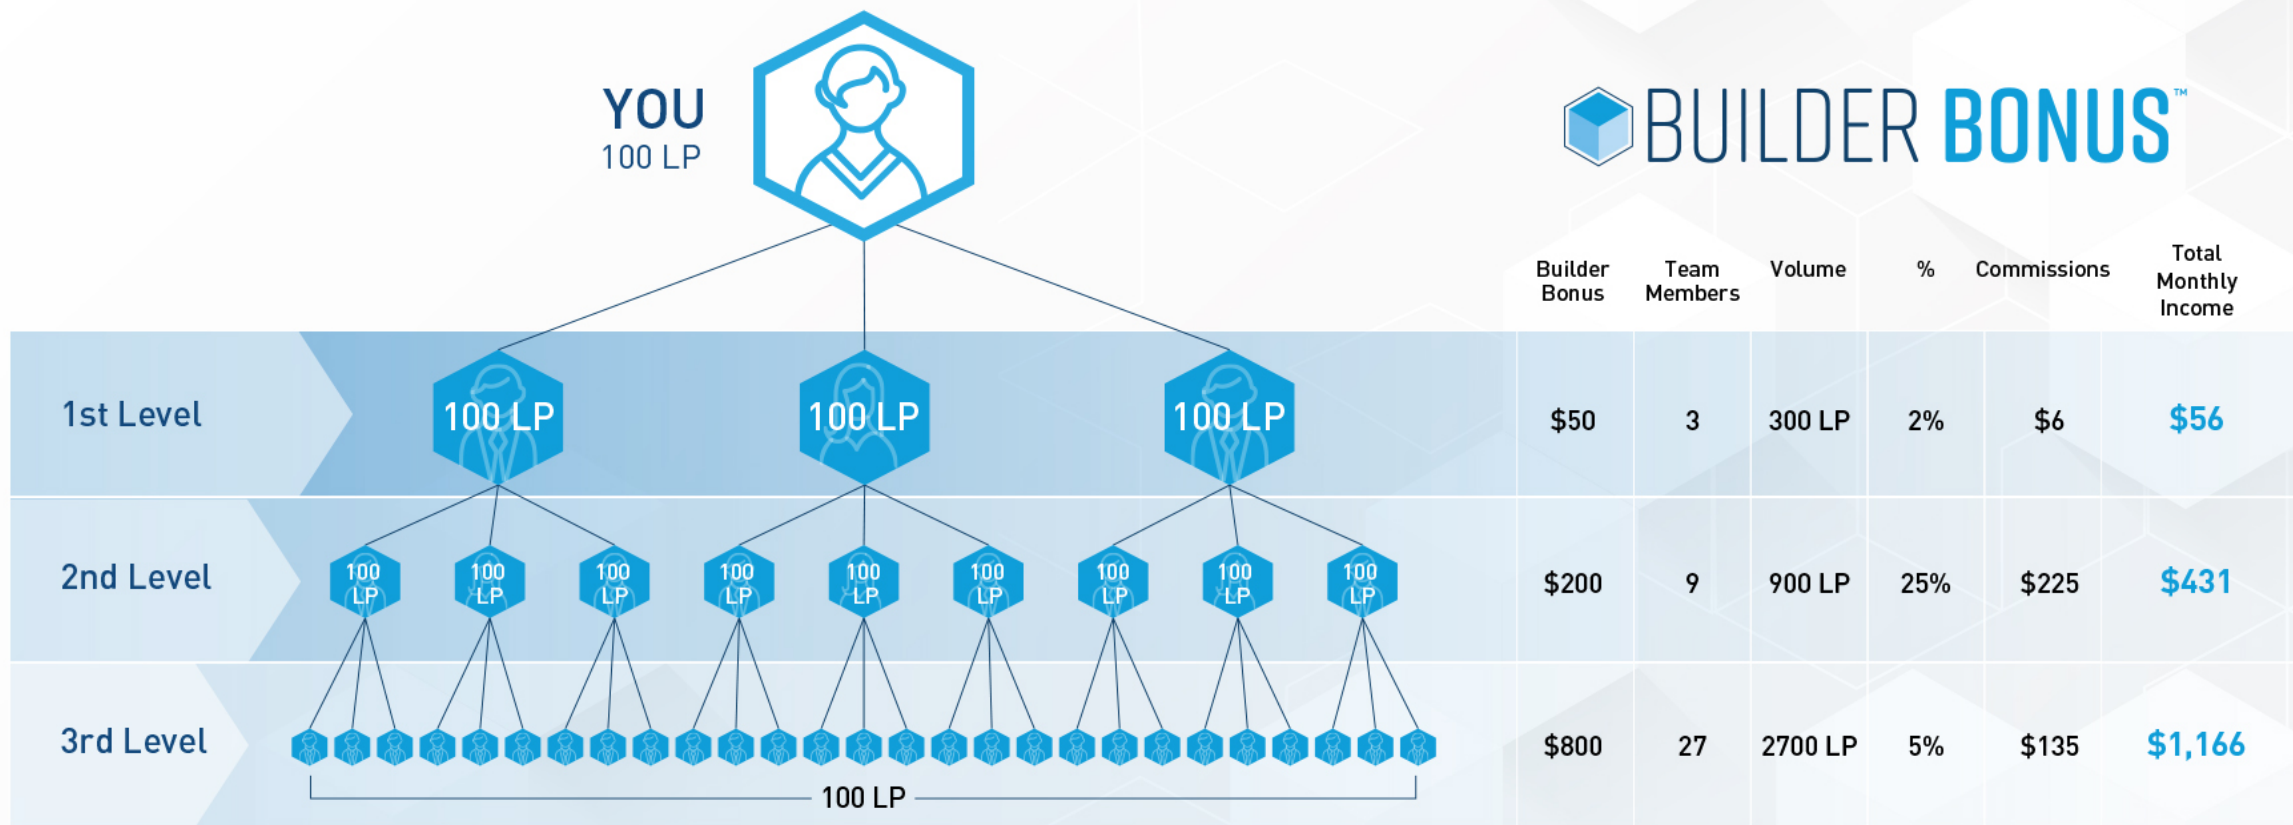 YOU
100 LP
BUILDER BONUS™
Builder Bonus
Team Members
Volume
%
Commissions
Total Monthly Income
1st Level
100 LP
100 LP
100 LP
$50
3
300 LP
2%
$6
$56
2nd Level
100 LP
100 LP
100 LP
100 LP
100 LP
100 LP
100 LP
100 LP
100 LP
$200
9
900 LP
25%
$225
$431
3rd Level
$800
27
2700 LP
5%
$135
$1,166
100 LP